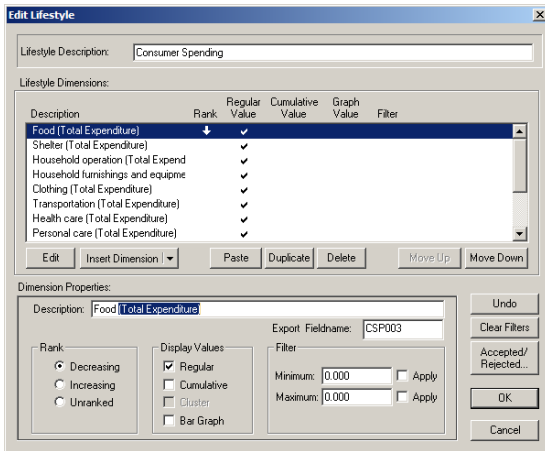 Edit Lifestyle
Lifestyle Description: Consumer Spending
Lifestyle Dimensions:
Regular Cumulative Graph
Description Rank Value Value Value Filter
Food (Total Expenditure)
Shelter (Total Expenditure)
Household operation (Total Expend
Household furnishings and equipme
Clothing (Total Expenditure)
Transportation (Total Expenditure)
Health care (Total Expenditure)
Personal care (Total Expenditure)
Edit Insert Dimension Paste Duplicate Delete Move Up Move Down
Dimension Properties:
Description: Food (Total Expenditure)
Export Fieldname: CSP003
Rank
Decreasing
Increasing
Unranked
Display Values
Regular
Cumulative
Cluster
Bar Graph
Filter
Minimum: 0.000 Apply
Maximum: 0.000 Apply
Undo
Clear Filters
Accepted/
Rejected...
OK
Cancel